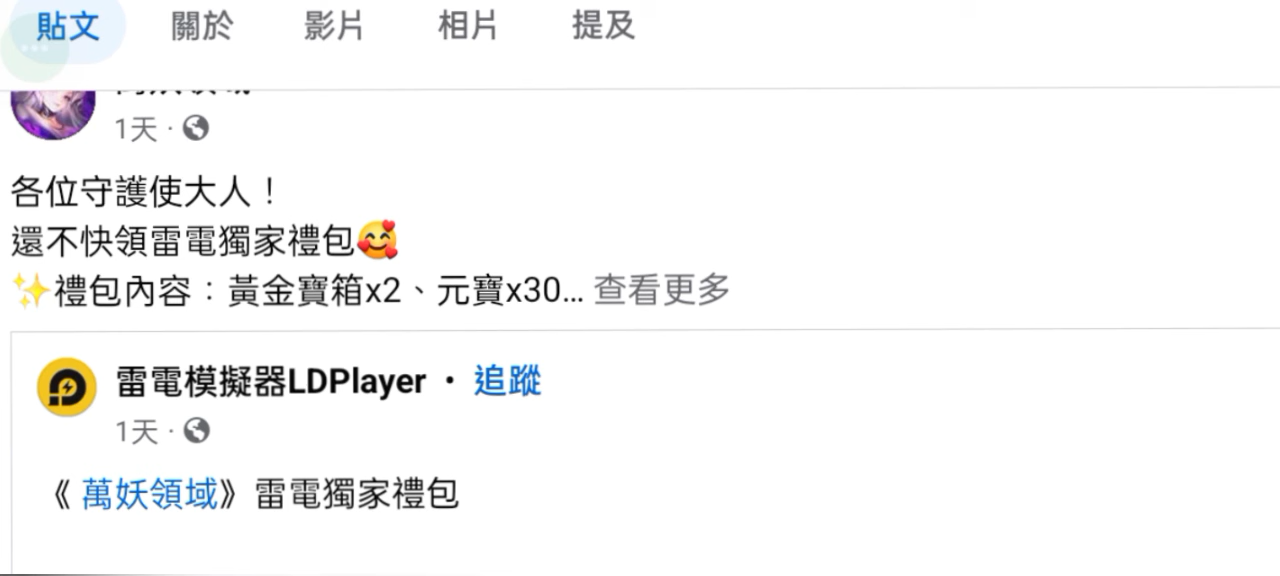 貼文 關於 影片 相片 提及
1天 ·
各位守護使大人！
還不快領雷電獨家禮包🥰
✨禮包內容：黃金寶箱x2、元寶x30... 查看更多
雷電模擬器LDPlayer · 追蹤
1天 ·
《 萬妖領域》 雷電獨家禮包